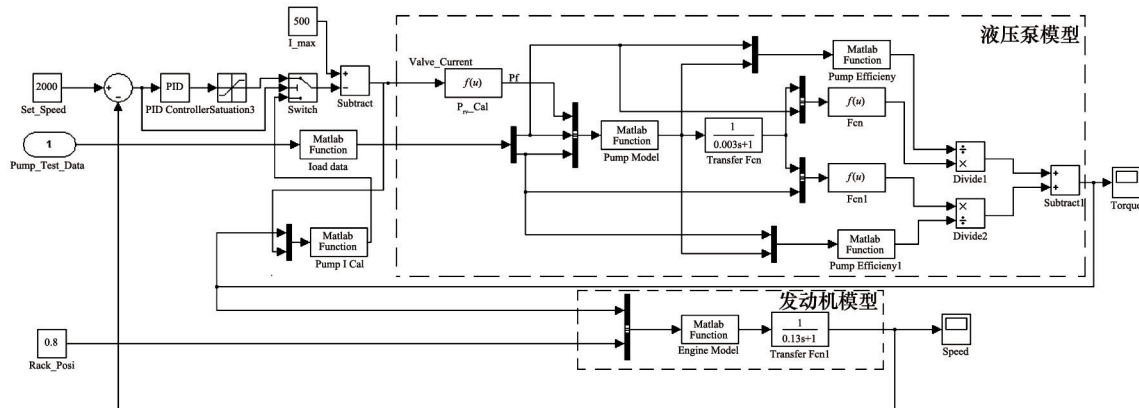 500
I_max
液压泵模型
Valve_Current
f(u)
Pf
Matlab
Function
Pump Efficieny
2000
Set_Speed
+
−
PID
PID Controller
Satuation3
Switch
+
−
Subtract
f(u)
Fcn
1
Pump_Test_Data
Matlab
Function
load data
Matlab
Function
Pump Model
1
0.003s+1
Transfer Fcn
÷
×
Divide1
f(u)
Fcn1
×
÷
Divide2
+
+
Subtract1
Torque
Matlab
Function
Pump I Cal
Matlab
Function
Pump Efficieny1
发动机模型
0.8
Rack_Posi
Matlab
Function
Engine Model
1
0.13s+1
Transfer Fcn1
Speed